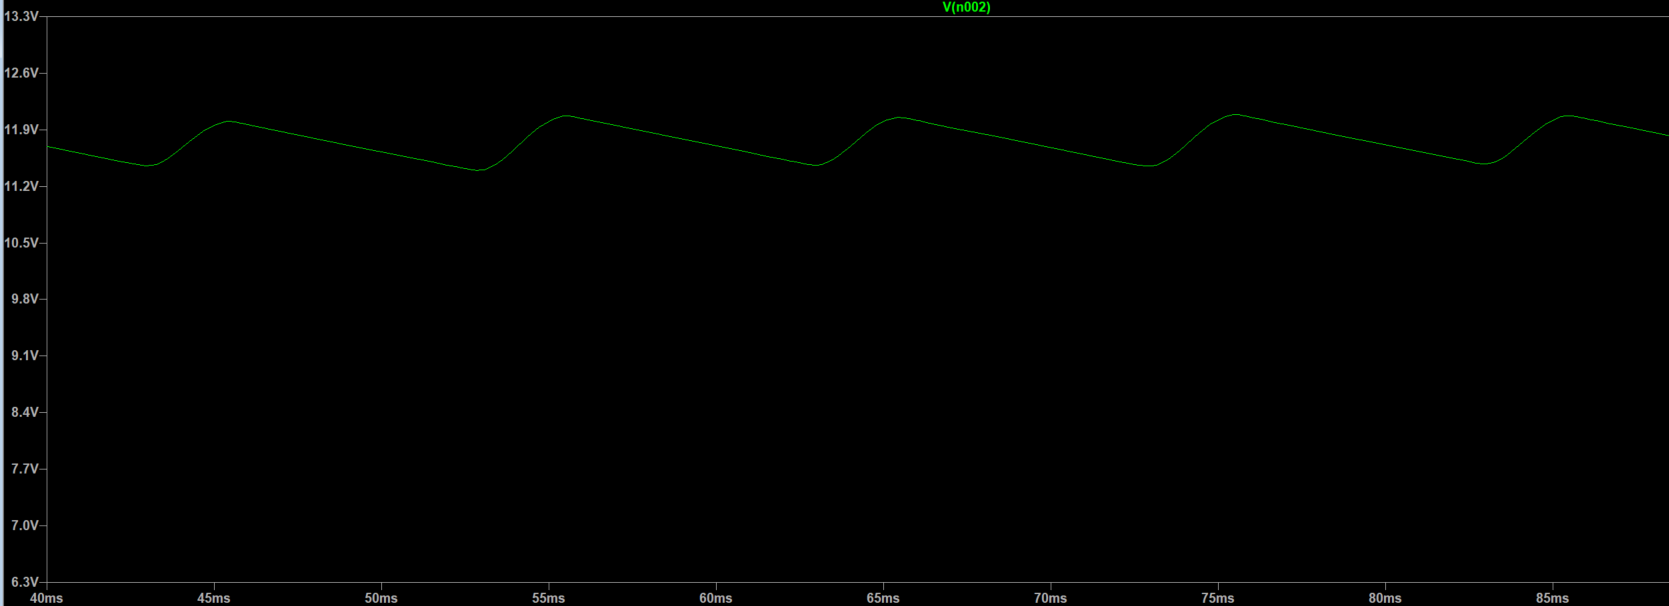 V(n002)
13.3V
12.6V
11.9V
11.2V
10.5V
9.8V
9.1V
8.4V
7.7V
7.0V
6.3V
40ms 45ms 50ms 55ms 60ms 65ms 70ms 75ms 80ms 85ms